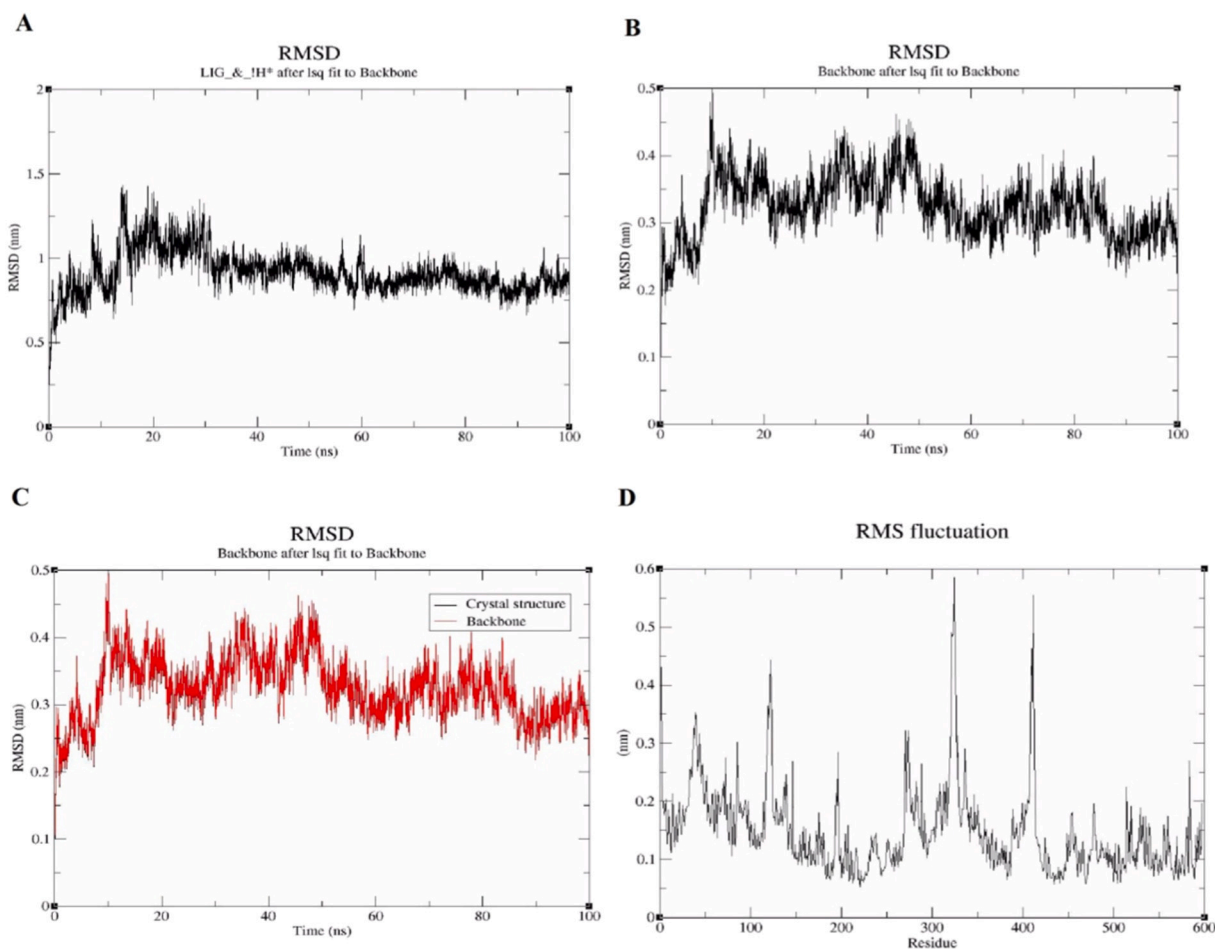 A
RMSD
LIG_&_!H* after lsq fit to Backbone
2
1.5
1
0.5
0
RMSD (nm)
0 20 40 60 80 100
Time (ns)
B
RMSD
Backbone after lsq fit to Backbone
0.5
0.4
0.3
0.2
0.1
0
RMSD (nm)
0 20 40 60 80 100
Time (ns)
C
RMSD
Backbone after lsq fit to Backbone
0.5
0.4
0.3
0.2
0.1
0
RMSD (nm)
Crystal structure
Backbone
0 20 40 60 80 100
Time (ns)
D
RMS fluctuation
0.6
0.5
0.4
0.3
0.2
0.1
0
(nm)
0 100 200 300 400 500 600
Residue